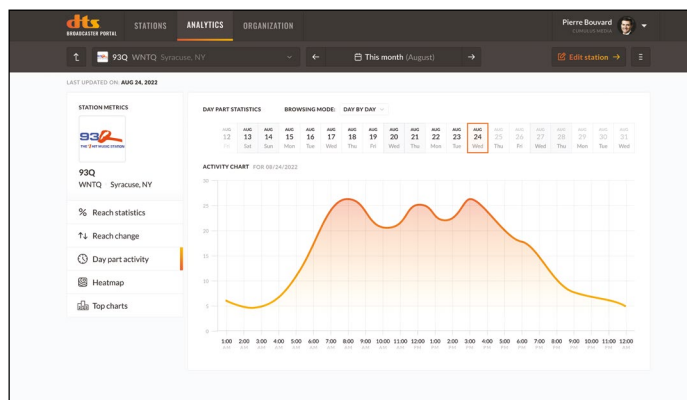 dts
BROADCASTER PORTAL
STATIONS
ANALYTICS
ORGANIZATION
Pierre Bouvard
CUMULUS MEDIA
93Q WNTQ Syracuse, NY
← This month (August) →
Edit station →
LAST UPDATED ON AUG 24, 2022
STATION METRICS
93Q
93Q
WNTQ Syracuse, NY
% Reach statistics
↑↓ Reach change
Day part activity
Heatmap
Top charts
DAY PART STATISTICS BROWSING MODE: DAY BY DAY
AUG AUG AUG AUG AUG AUG AUG AUG AUG AUG AUG AUG AUG AUG AUG AUG AUG AUG AUG AUG
12 13 14 15 16 17 18 19 20 21 22 23 24 25 26 27 28 29 30 31
Sat Sun Mon Tue Wed Thu Fri Wed Thu Mon Tue Wed Thu Fri Wed Thu Mon Tue Wed
ACTIVITY CHART FOR 08/24/2022
30
25
20
15
10
5
0
1:00 2:00 3:00 4:00 5:00 6:00 7:00 8:00 9:00 10:00 11:00 12:00 1:00 2:00 3:00 4:00 5:00 6:00 7:00 8:00 9:00 10:00 11:00 12:00